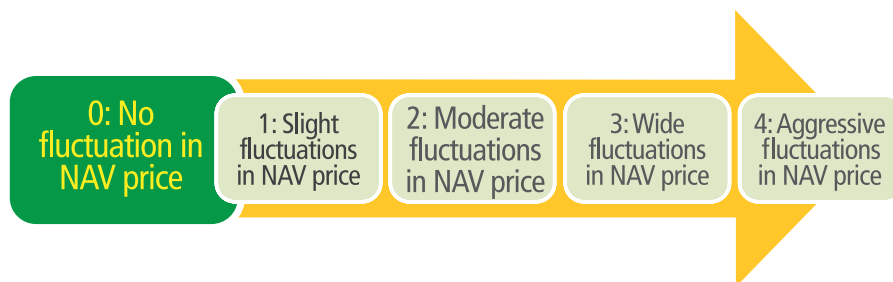 0: No
fluctuation in
NAV price
1: Slight
fluctuations
in NAV price
2: Moderate
fluctuations
in NAV price
3: Wide
fluctuations
in NAV price
4: Aggressive
fluctuations
in NAV price